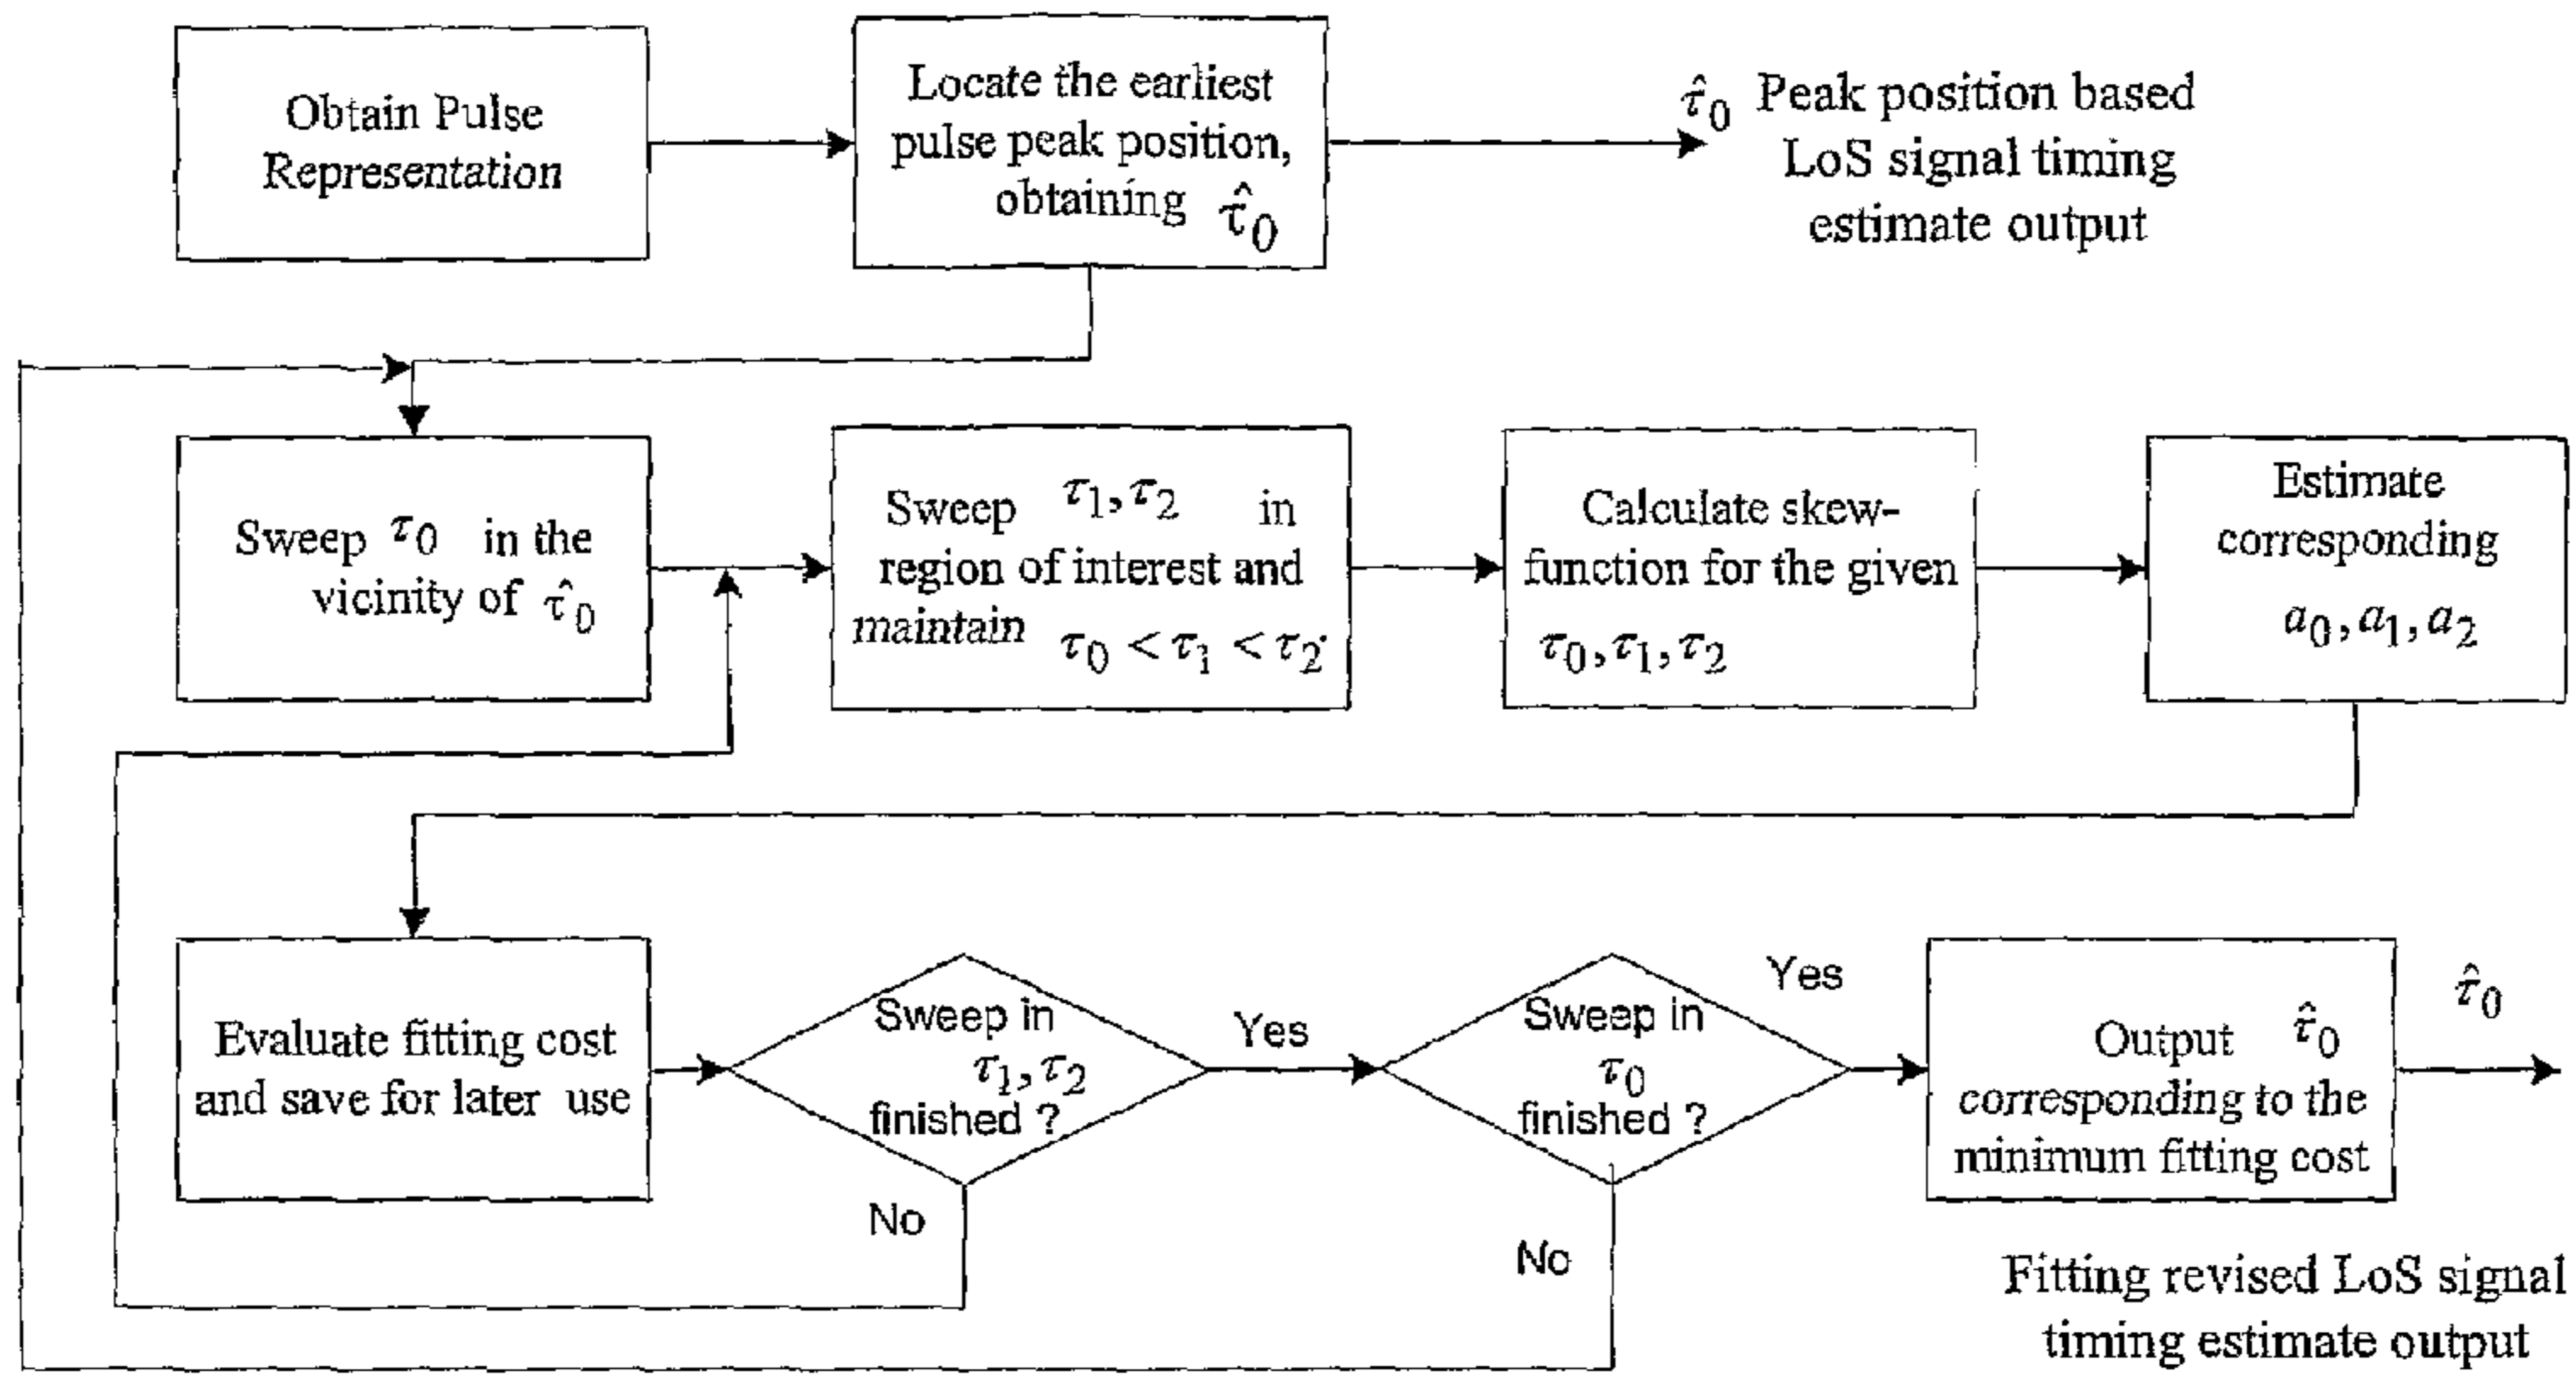 Obtain Pulse
Representation
Locate the earliest
pulse peak position,
obtaining τ̂₀
τ̂₀ Peak position based
LoS signal timing
estimate output
Sweep τ₀ in the
vicinity of τ̂₀
Sweep τ₁,τ₂ in
region of interest and
maintain τ₀ < τ₁ < τ₂.
Calculate skew-
function for the given
τ₀,τ₁,τ₂
Estimate
corresponding
a₀,a₁,a₂
Evaluate fitting cost
and save for later use
Sweep in
τ₁,τ₂
finished ?
Yes
No
Sweep in
τ₀
finished ?
Yes
No
Output τ̂₀
corresponding to the
minimum fitting cost
τ̂₀
Fitting revised LoS signal
timing estimate output